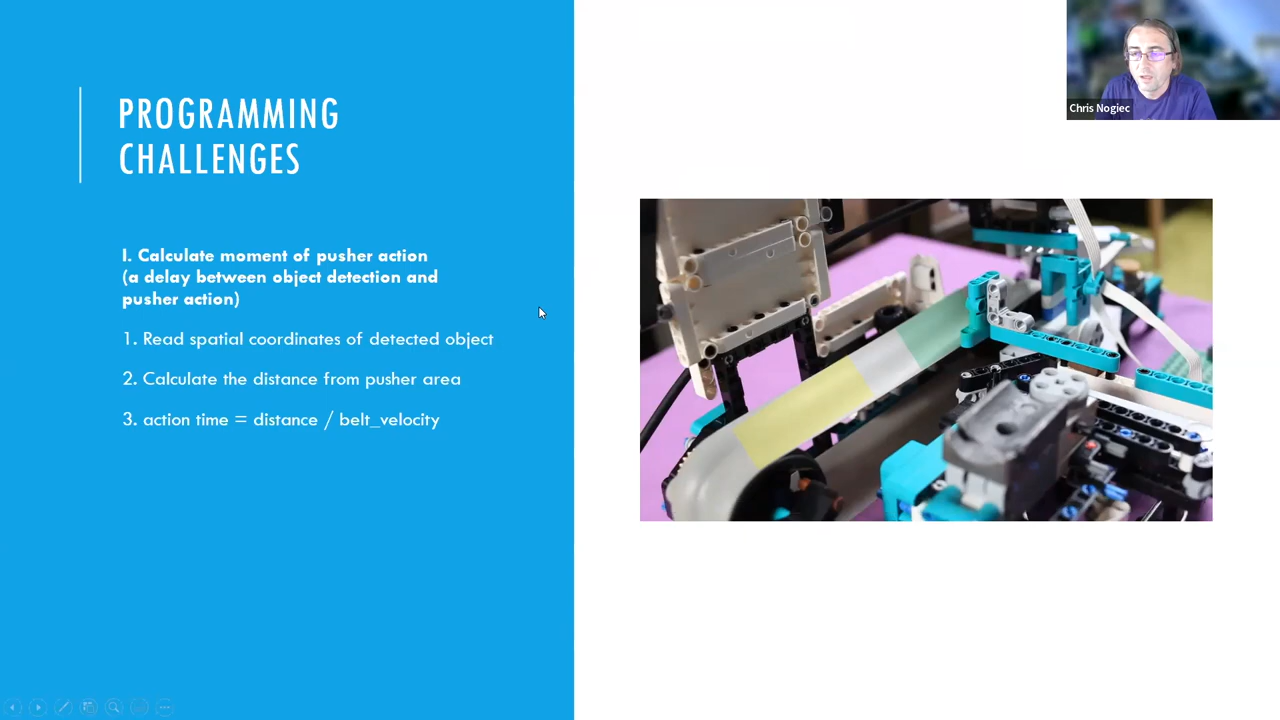 PROGRAMMING
CHALLENGES
I. Calculate moment of pusher action
(a delay between object detection and
pusher action)
1. Read spatial coordinates of detected object
2. Calculate the distance from pusher area
3. action time = distance / belt_velocity
Chris Nogiec